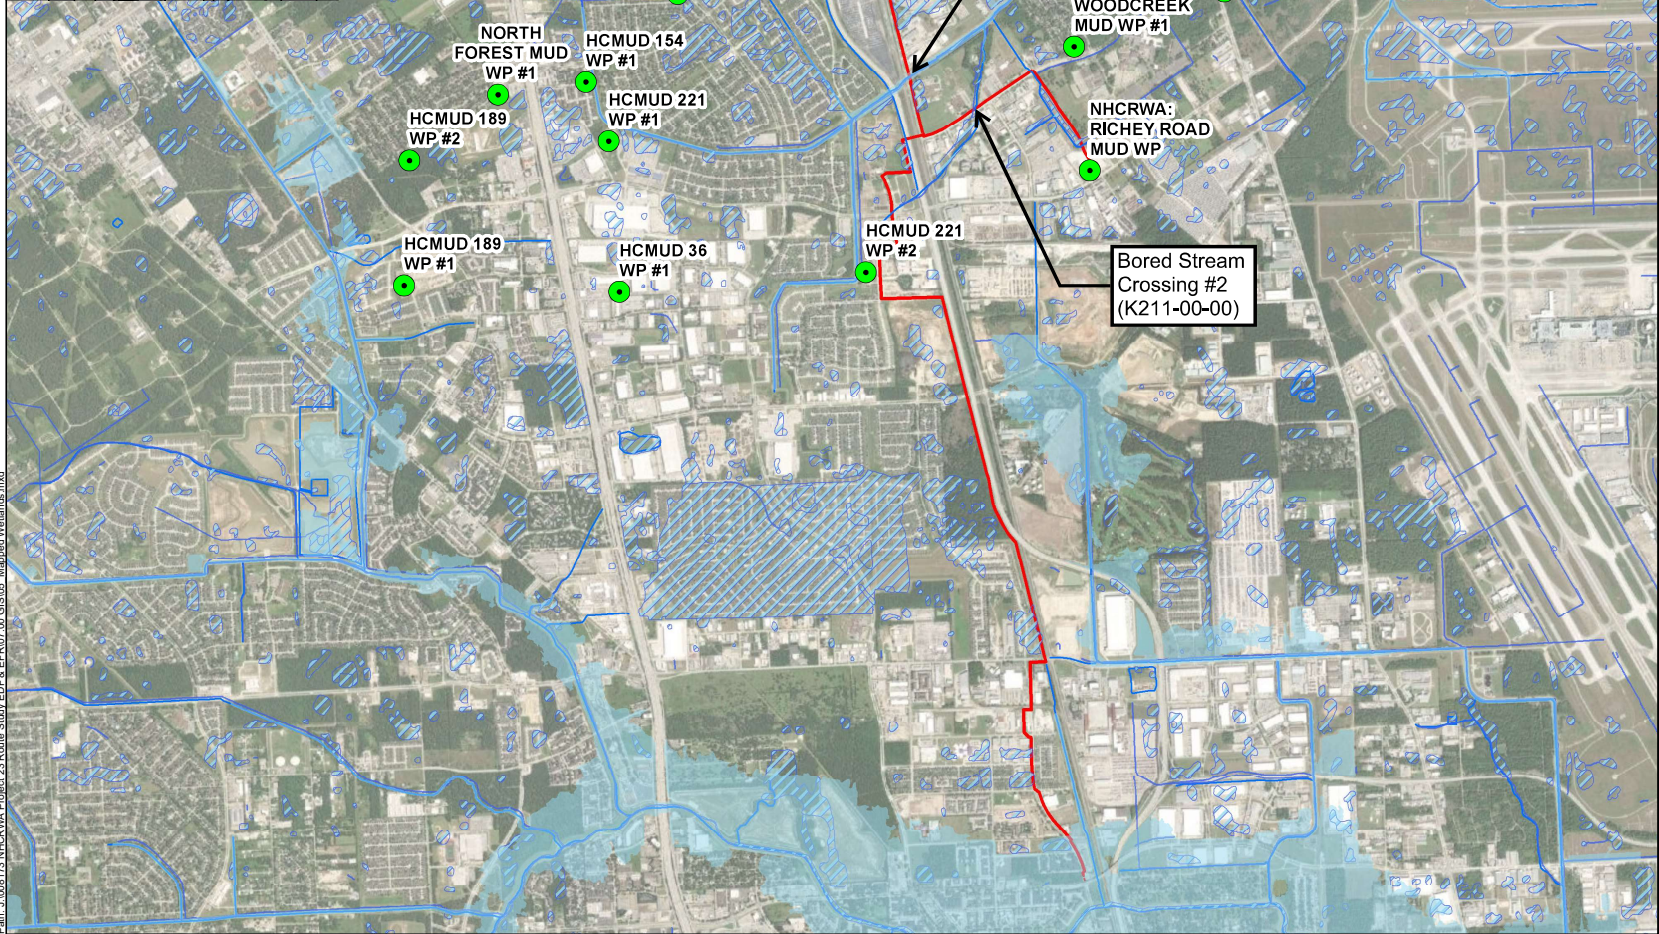 WOODCREEK
MUD WP #1
NORTH
FOREST MUD
WP #1
HCMUD 154
WP #1
HCMUD 221
WP #1
HCMUD 189
WP #2
NHCRWA:
RICHEY ROAD
MUD WP
HCMUD 221
WP #2
HCMUD 189
WP #1
HCMUD 36
WP #1
Bored Stream
Crossing #2
(K211-00-00)